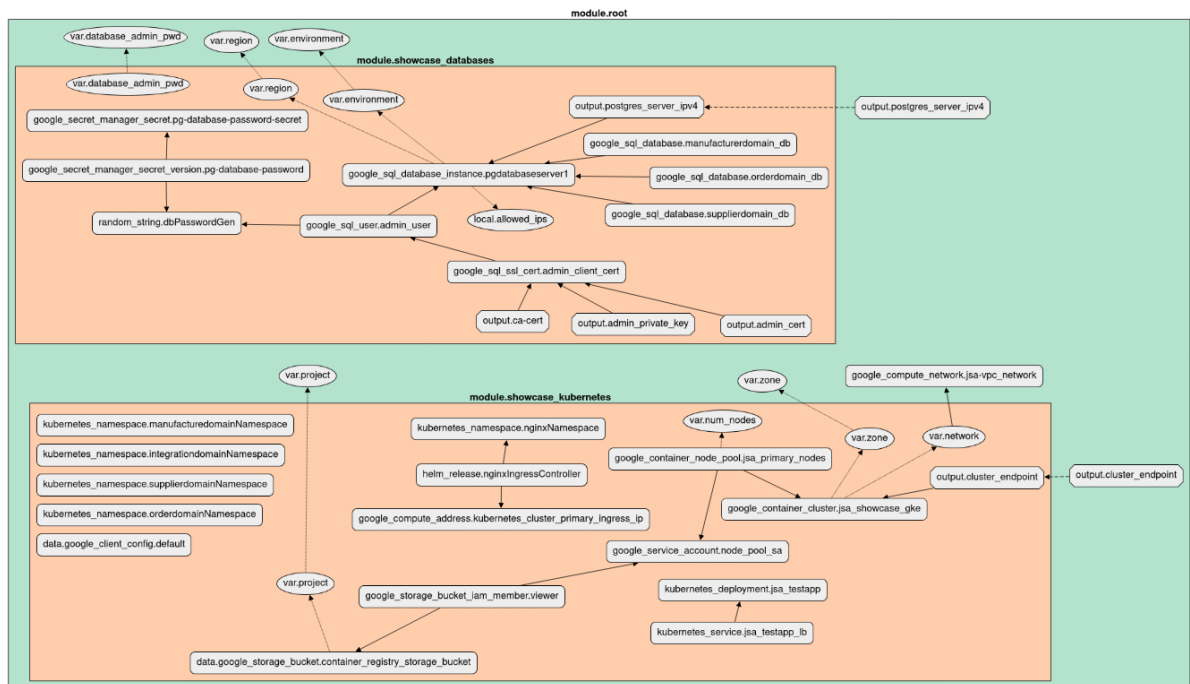 module.root
var.database_admin_pwd
var.region
var.environment
module.showcase_databases
var.database_admin_pwd
var.region
var.environment
output.postgres_server_ipv4
output.postgres_server_ipv4
google_secret_manager_secret.pg-database-password-secret
google_sql_database.manufacturerdomain_db
google_secret_manager_secret_version.pg-database-password
google_sql_database_instance.pgdatabaseserver1
google_sql_database.orderdomain_db
random_string.dbPasswordGen
google_sql_user.admin_user
local.allowed_ips
google_sql_database.supplierdomain_db
google_sql_ssl_cert.admin_client_cert
output.ca-cert
output.admin_private_key
output.admin_cert
var.project
var.zone
google_compute_network.jsa-vpc_network
module.showcase_kubernetes
kubernetes_namespace.manufacturedomainNamespace
kubernetes_namespace.nginxNamespace
var.num_nodes
var.zone
var.network
kubernetes_namespace.integrationdomainNamespace
helm_release.nginxIngressController
google_container_node_pool.jsa_primary_nodes
output.cluster_endpoint
output.cluster_endpoint
kubernetes_namespace.supplierdomainNamespace
kubernetes_namespace.orderdomainNamespace
google_compute_address.kubernetes_cluster_primary_ingress_ip
google_container_cluster.jsa_showcase_gke
data.google_client_config.default
google_service_account.node_pool_sa
var.project
google_storage_bucket_iam_member.viewer
kubernetes_deployment.jsa_testapp
kubernetes_service.jsa_testapp_lb
data.google_storage_bucket.container_registry_storage_bucket